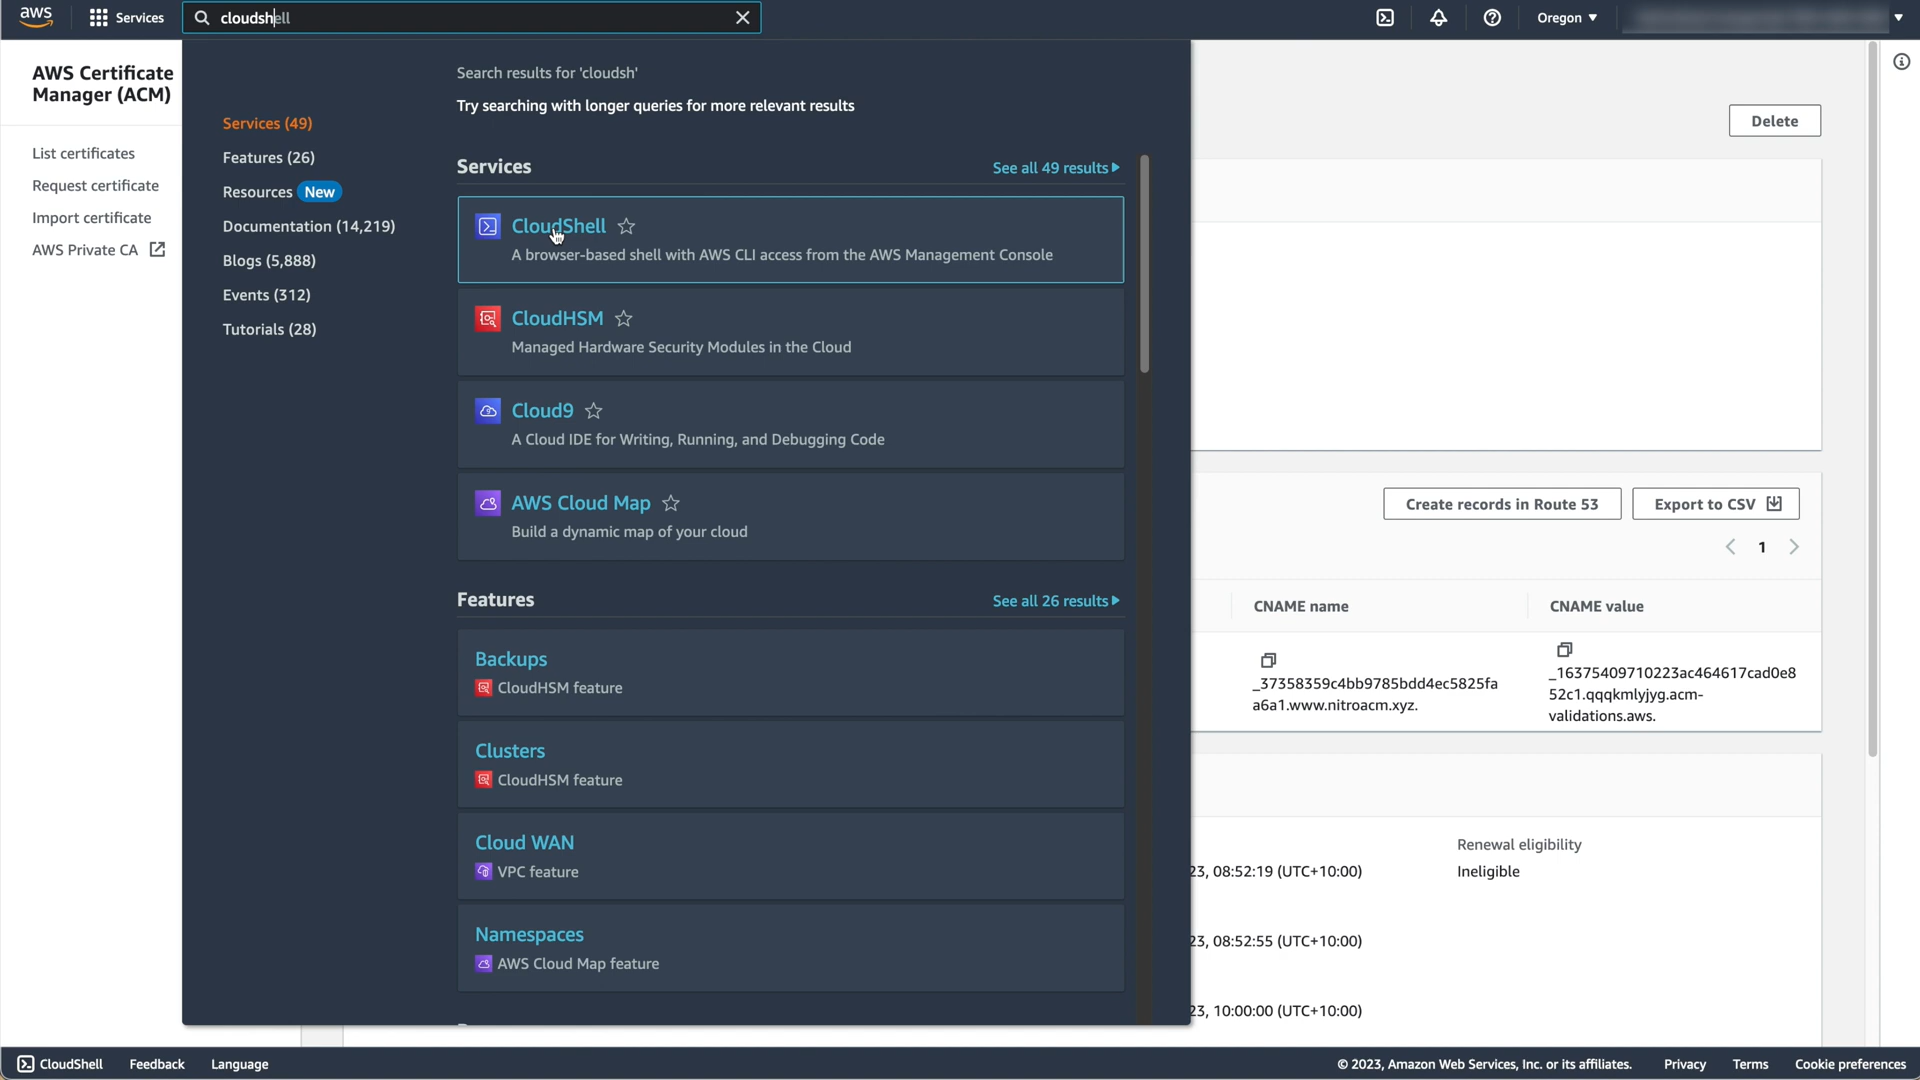 aws
Services
cloudshell
Oregon
AWS Certificate
Manager (ACM)
List certificates
Request certificate
Import certificate
AWS Private CA
Services (49)
Features (26)
Resources New
Documentation (14,219)
Blogs (5,888)
Events (312)
Tutorials (28)
Search results for 'cloudsh'
Try searching with longer queries for more relevant results
Services
See all 49 results
CloudShell
A browser-based shell with AWS CLI access from the AWS Management Console
CloudHSM
Managed Hardware Security Modules in the Cloud
Cloud9
A Cloud IDE for Writing, Running, and Debugging Code
AWS Cloud Map
Build a dynamic map of your cloud
Features
See all 26 results
Backups
CloudHSM feature
Clusters
CloudHSM feature
Cloud WAN
VPC feature
Namespaces
AWS Cloud Map feature
Delete
Create records in Route 53
Export to CSV
1
CNAME name
CNAME value
_37358359c4bb9785bdd4ec5825fa
a6a1.www.nitroacm.xyz.
_16375409710223ac464617cad0e8
52c1.qqqkmlyjyg.acm-
validations.aws.
Renewal eligibility
23, 08:52:19 (UTC+10:00)
Ineligible
23, 08:52:55 (UTC+10:00)
23, 10:00:00 (UTC+10:00)
CloudShell
Feedback
Language
© 2023, Amazon Web Services, Inc. or its affiliates.
Privacy
Terms
Cookie preferences